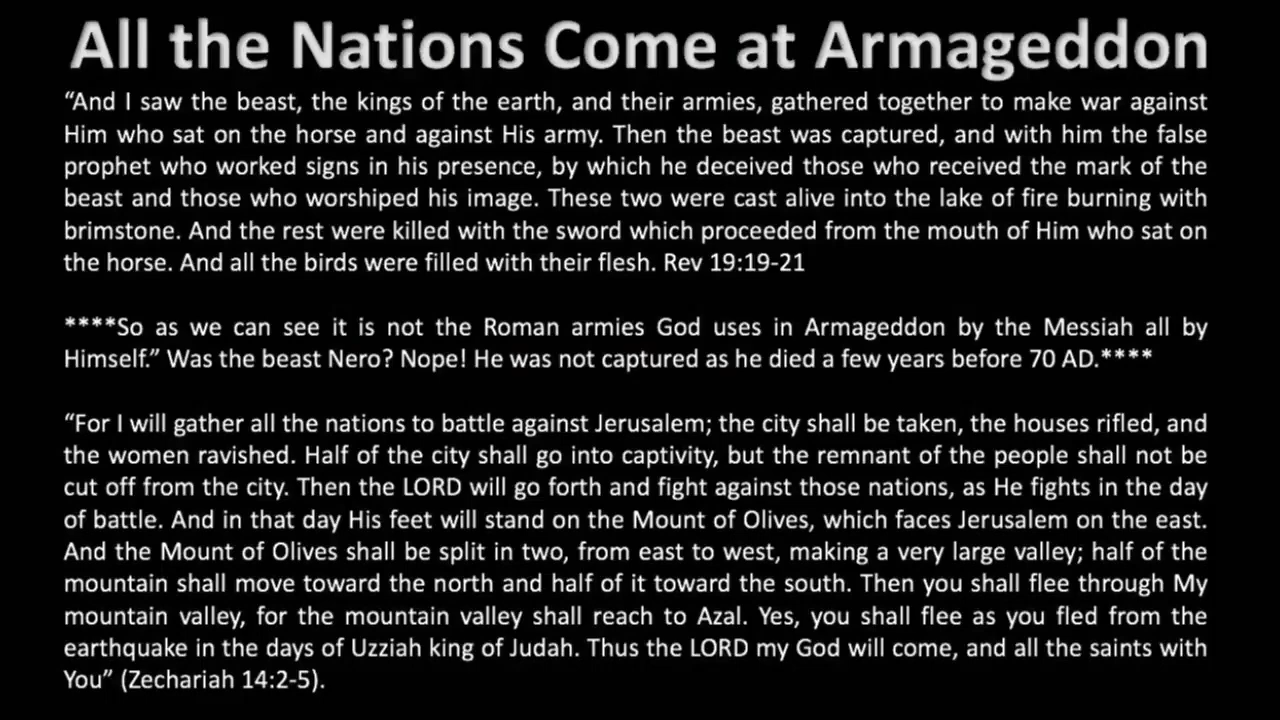 All the Nations Come at Armageddon
“And I saw the beast, the kings of the earth, and their armies, gathered together to make war against
Him who sat on the horse and against His army. Then the beast was captured, and with him the false
prophet who worked signs in his presence, by which he deceived those who received the mark of the
beast and those who worshiped his image. These two were cast alive into the lake of fire burning with
brimstone. And the rest were killed with the sword which proceeded from the mouth of Him who sat on
the horse. And all the birds were filled with their flesh. Rev 19:19-21
****So as we can see it is not the Roman armies God uses in Armageddon by the Messiah all by
Himself.” Was the beast Nero? Nope! He was not captured as he died a few years before 70 AD.****
“For I will gather all the nations to battle against Jerusalem; the city shall be taken, the houses rifled, and
the women ravished. Half of the city shall go into captivity, but the remnant of the people shall not be
cut off from the city. Then the LORD will go forth and fight against those nations, as He fights in the day
of battle. And in that day His feet will stand on the Mount of Olives, which faces Jerusalem on the east.
And the Mount of Olives shall be split in two, from east to west, making a very large valley; half of the
mountain shall move toward the north and half of it toward the south. Then you shall flee through My
mountain valley, for the mountain valley shall reach to Azal. Yes, you shall flee as you fled from the
earthquake in the days of Uzziah king of Judah. Thus the LORD my God will come, and all the saints with
You” (Zechariah 14:2-5).